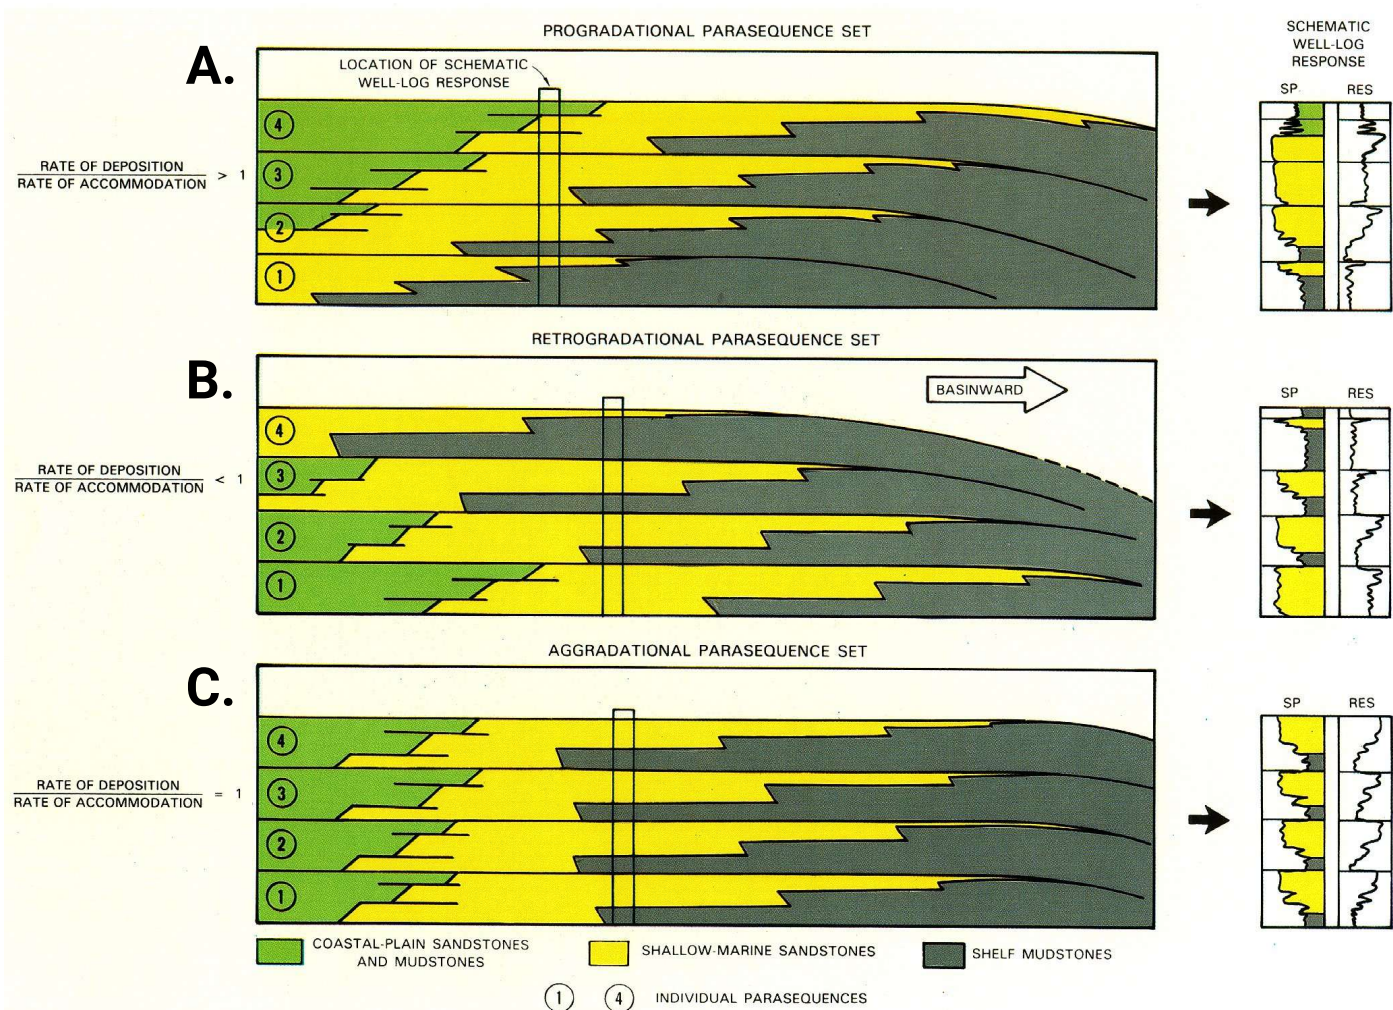 PROGRADATIONAL PARASEQUENCE SET
A.
LOCATION OF SCHEMATIC
WELL-LOG RESPONSE
SCHEMATIC
WELL-LOG
RESPONSE
SP RES
4
3
2
1
RATE OF DEPOSITION
RATE OF ACCOMMODATION > 1
RETROGRADATIONAL PARASEQUENCE SET
B.
BASINWARD
SP RES
4
3
2
1
RATE OF DEPOSITION
RATE OF ACCOMMODATION < 1
AGGRADATIONAL PARASEQUENCE SET
C.
SP RES
4
3
2
1
RATE OF DEPOSITION
RATE OF ACCOMMODATION = 1
COASTAL-PLAIN SANDSTONES
AND MUDSTONES
SHALLOW-MARINE SANDSTONES
SHELF MUDSTONES
1 4 INDIVIDUAL PARASEQUENCES